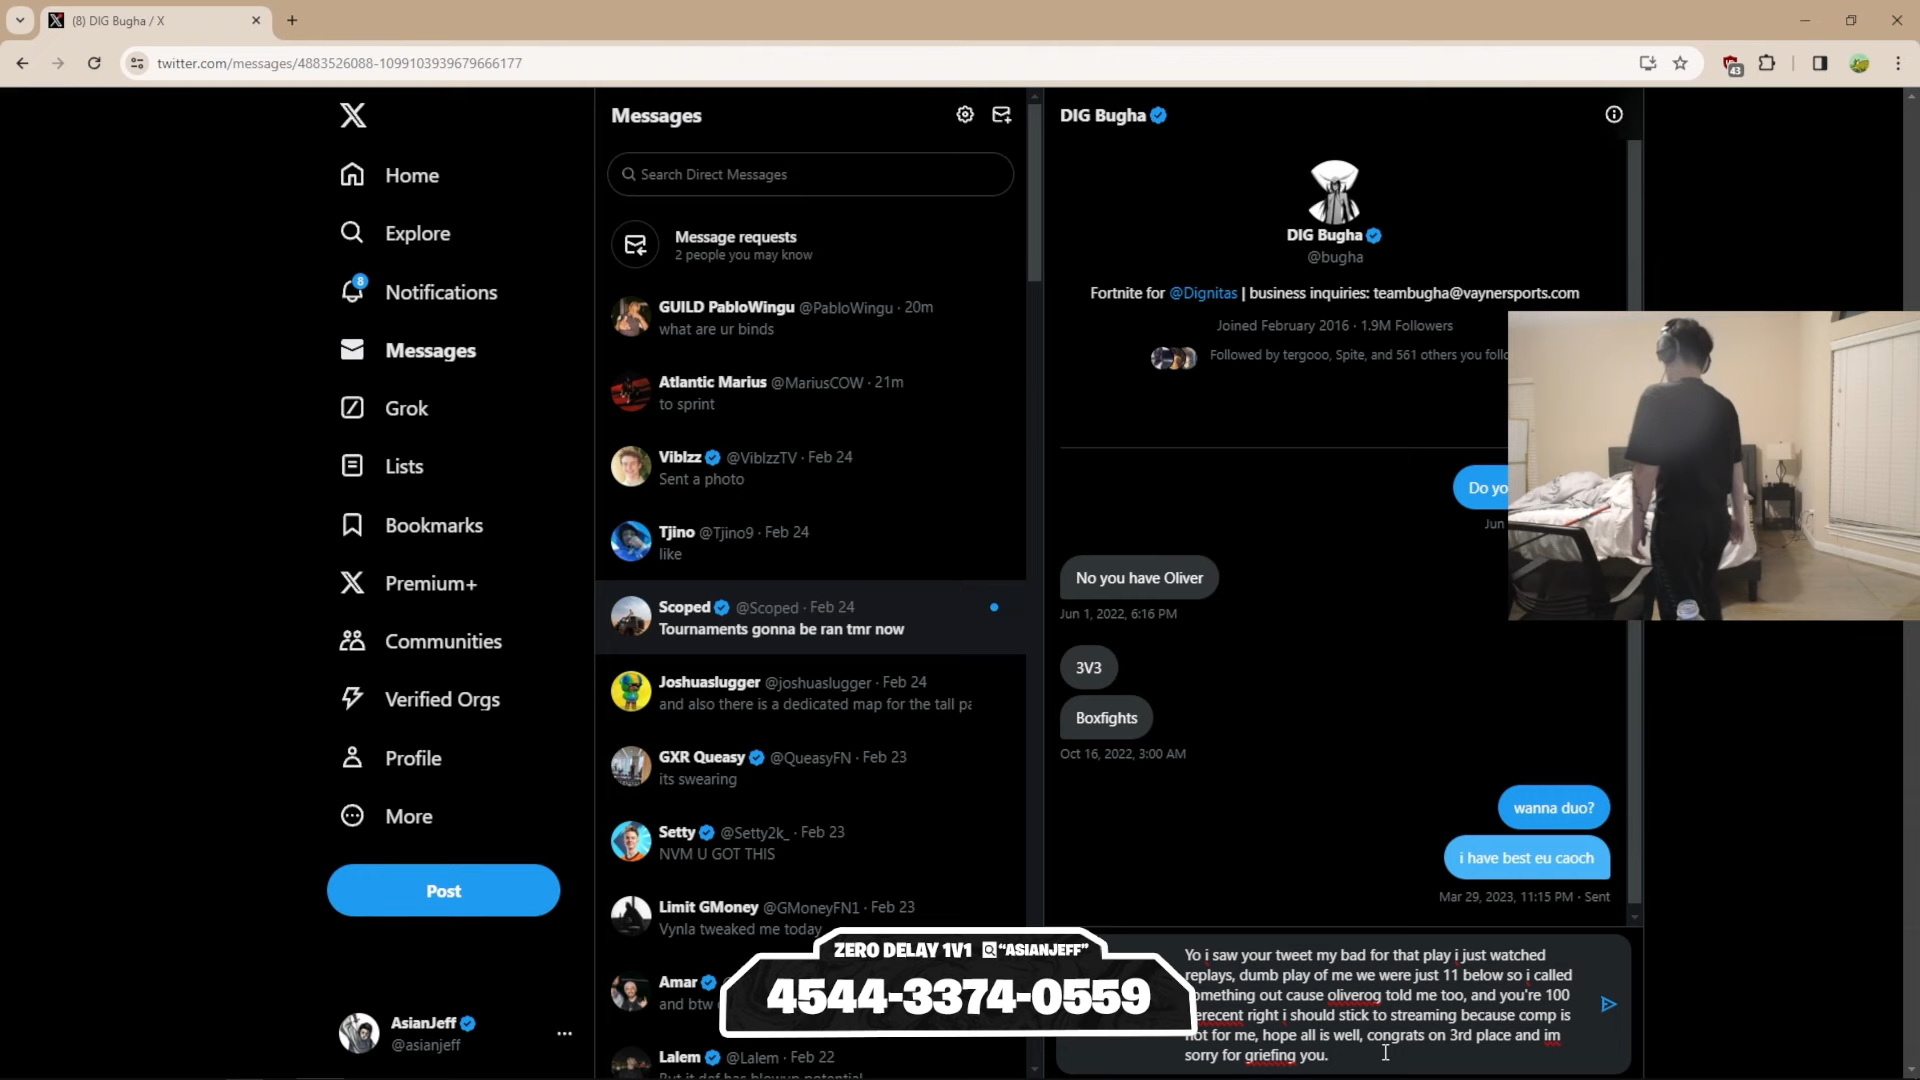 (8) DIG Bugha / X
twitter.com/messages/4883526088-1099103939679666177
43
Home
Explore
8
Notifications
Messages
Grok
Lists
Bookmarks
Premium+
Communities
Verified Orgs
Profile
More
Post
AsianJeff
@asianjeff
Messages
Search Direct Messages
Message requests
2 people you may know
GUILD PabloWingu @PabloWingu · 20m
what are ur binds
Atlantic Marius @MariusCOW · 21m
to sprint
Viblzz @ViblzzTV · Feb 24
Sent a photo
Tjino @Tjino9 · Feb 24
like
Scoped @Scoped · Feb 24
Tournaments gonna be ran tmr now
Joshuaslugger @joshuaslugger · Feb 24
and also there is a dedicated map for the tall
GXR Queasy @QueasyFN · Feb 23
its swearing
Setty @Setty2k_ · Feb 23
NVM U GOT THIS
Limit GMoney @GMoneyFN1 · Feb 23
Vynla tweaked me today
Amar
and btw
Lalem @Lalem · Feb 22
DIG Bugha
DIG Bugha
@bugha
Fortnite for @Dignitas | business inquiries: teambugha@vaynersports.com
Joined February 2016 · 1.9M Followers
Followed by tergooo, Spite, and 561 others you
Do
Jun
No you have Oliver
Jun 1, 2022, 6:16 PM
3V3
Boxfights
Oct 16, 2022, 3:00 AM
wanna duo?
i have best eu caoch
Mar 29, 2023, 11:15 PM · Sent
Yo i saw your tweet my bad for that play i just watched
replays, dumb play of me we were just 11 below so i called
something out cause oliverog told me too, and you're 100
right i should stick to streaming because comp is
not for me, hope all is well, congrats on 3rd place and im
sorry for griefing you.
ZERO DELAY 1V1 "ASIANJEFF"
4544-3374-0559